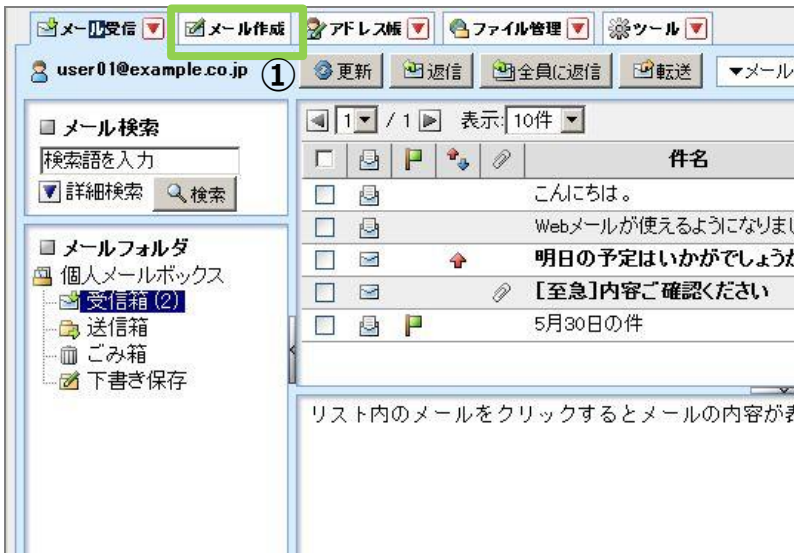 メール受信 メール作成 アドレス帳 ファイル管理 ツール
user01@example.co.jp ① 更新 返信 全員に返信 転送 ▼メール
メール検索
検索語を入力
詳細検索 検索
1 / 1 表示: 10件
件名
こんにちは。
Webメールが使えるようになりまし
明日の予定はいかがでしょうか
[至急]内容ご確認ください
5月30日の件
メールフォルダ
個人メールボックス
受信箱 (2)
送信箱
ごみ箱
下書き保存
リスト内のメールをクリックするとメールの内容が表